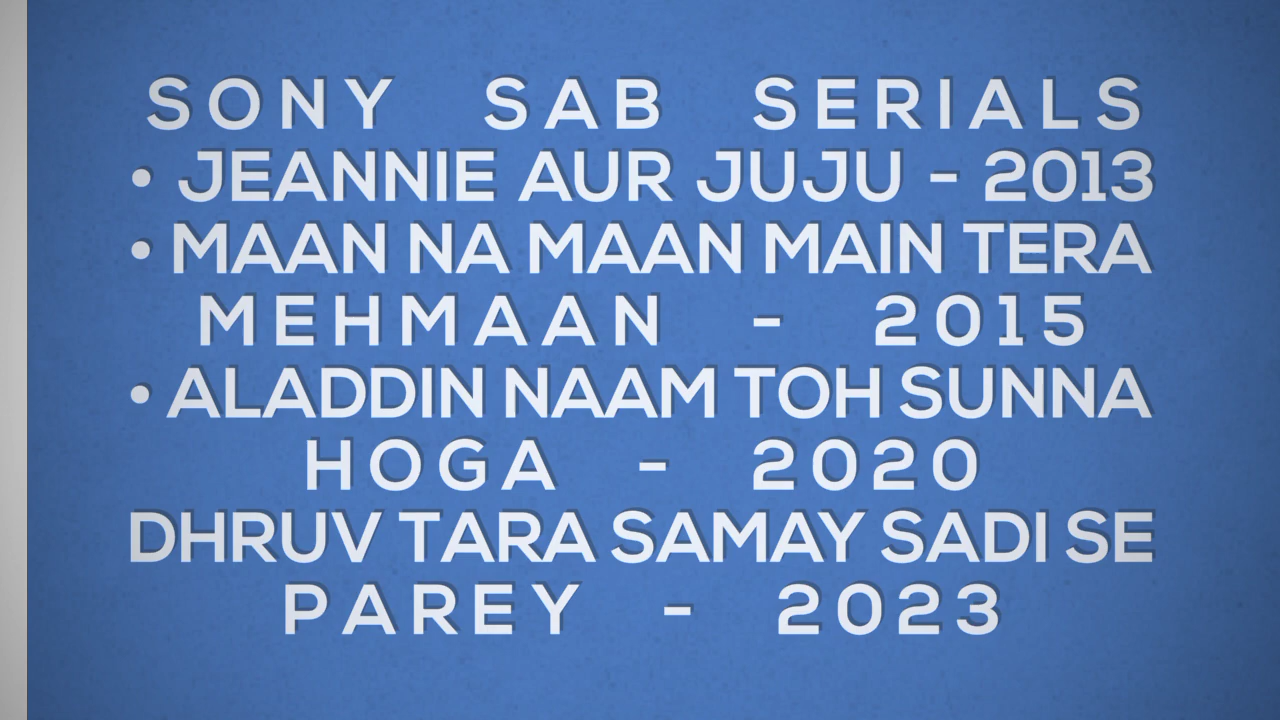 SONY SAB SERIALS
• JEANNIE AUR JUJU - 2013
• MAAN NA MAAN MAIN TERA
MEHMAAN - 2015
• ALADDIN NAAM TOH SUNNA
HOGA - 2020
DHRUV TARA SAMAY SADI SE
PAREY - 2023